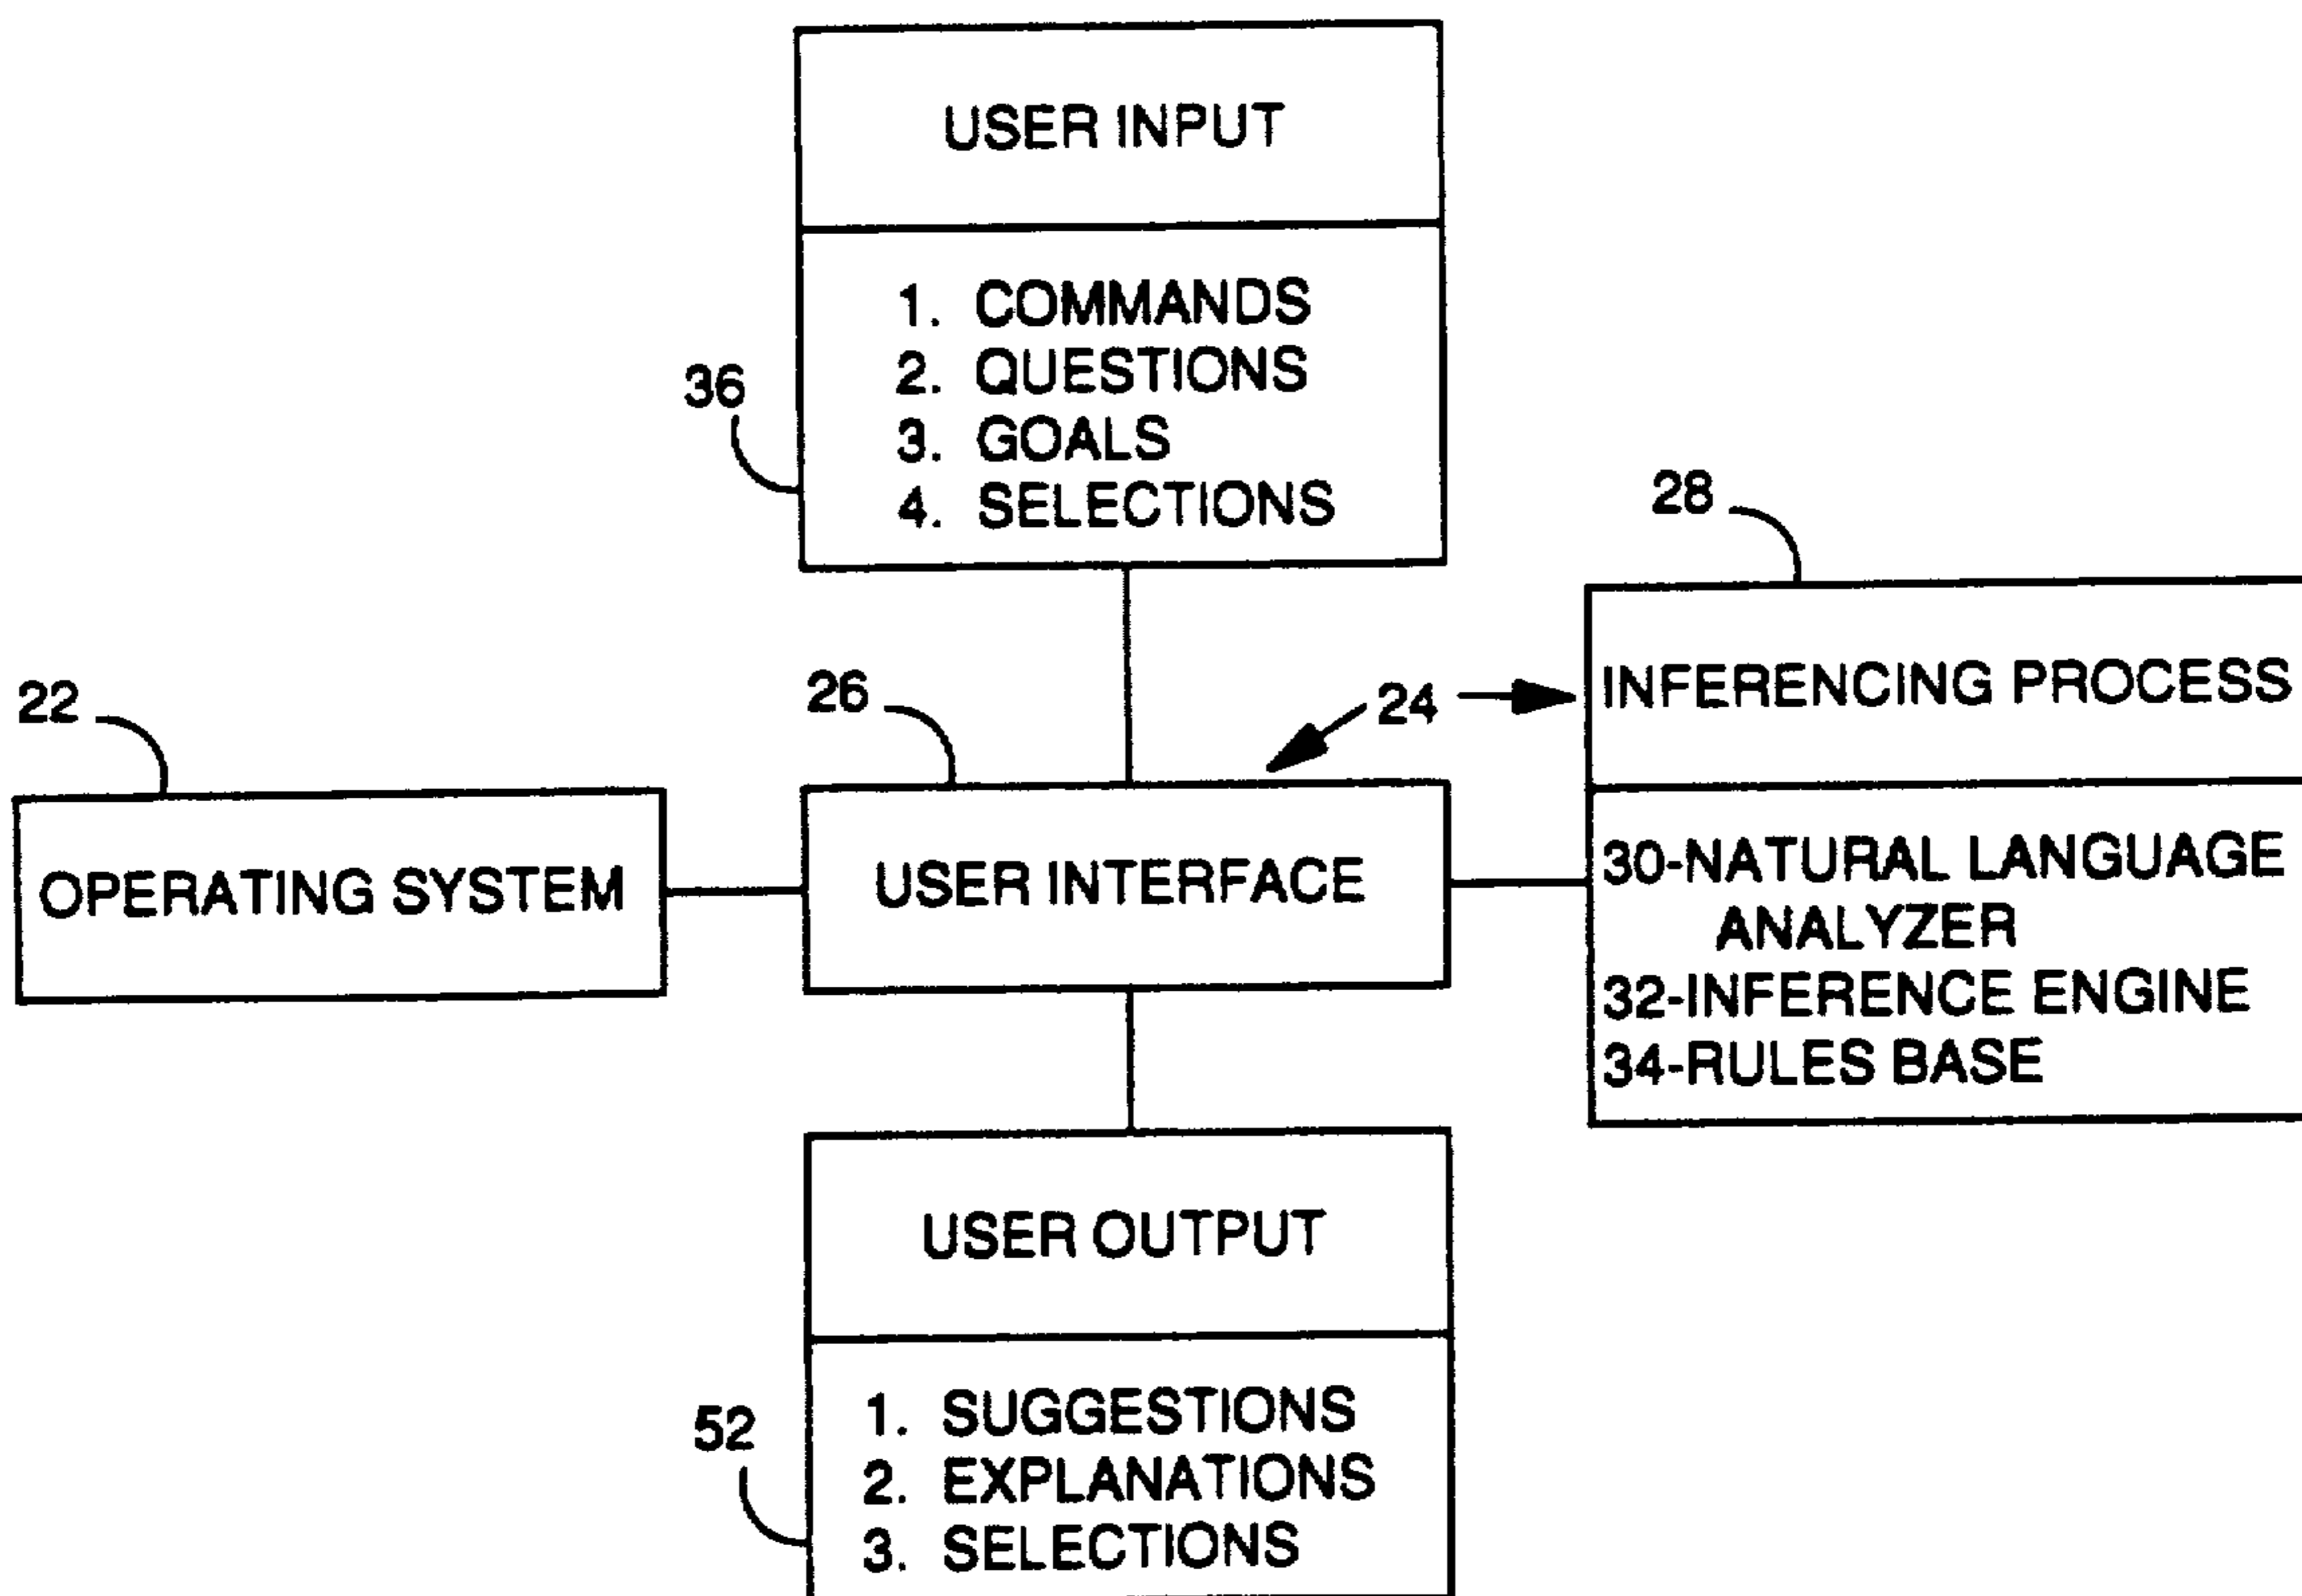 USER INPUT
1. COMMANDS
2. QUESTIONS
3. GOALS
4. SELECTIONS
36
28
INFERENCING PROCESS
30-NATURAL LANGUAGE
ANALYZER
32-INFERENCE ENGINE
34-RULES BASE
22
OPERATING SYSTEM
26
24
USER INTERFACE
USER OUTPUT
52
1. SUGGESTIONS
2. EXPLANATIONS
3. SELECTIONS